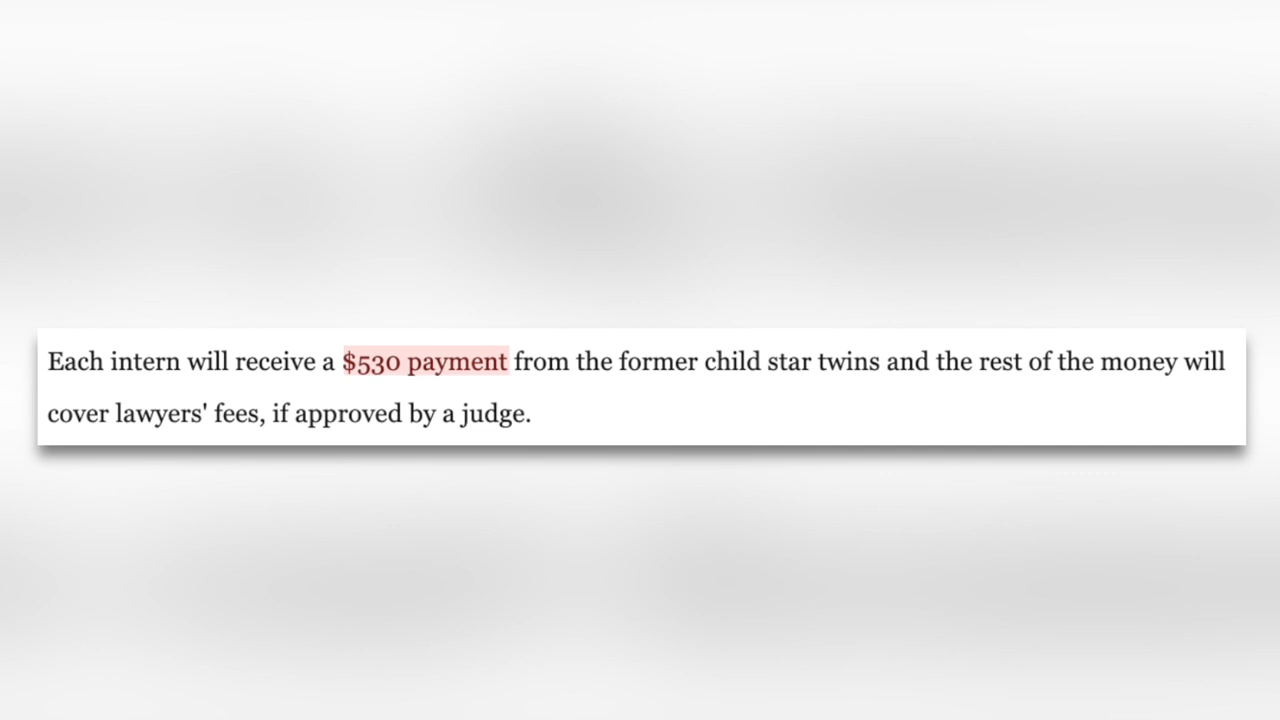 Each intern will receive a $530 payment from the former child star twins and the rest of the money will
cover lawyers' fees, if approved by a judge.